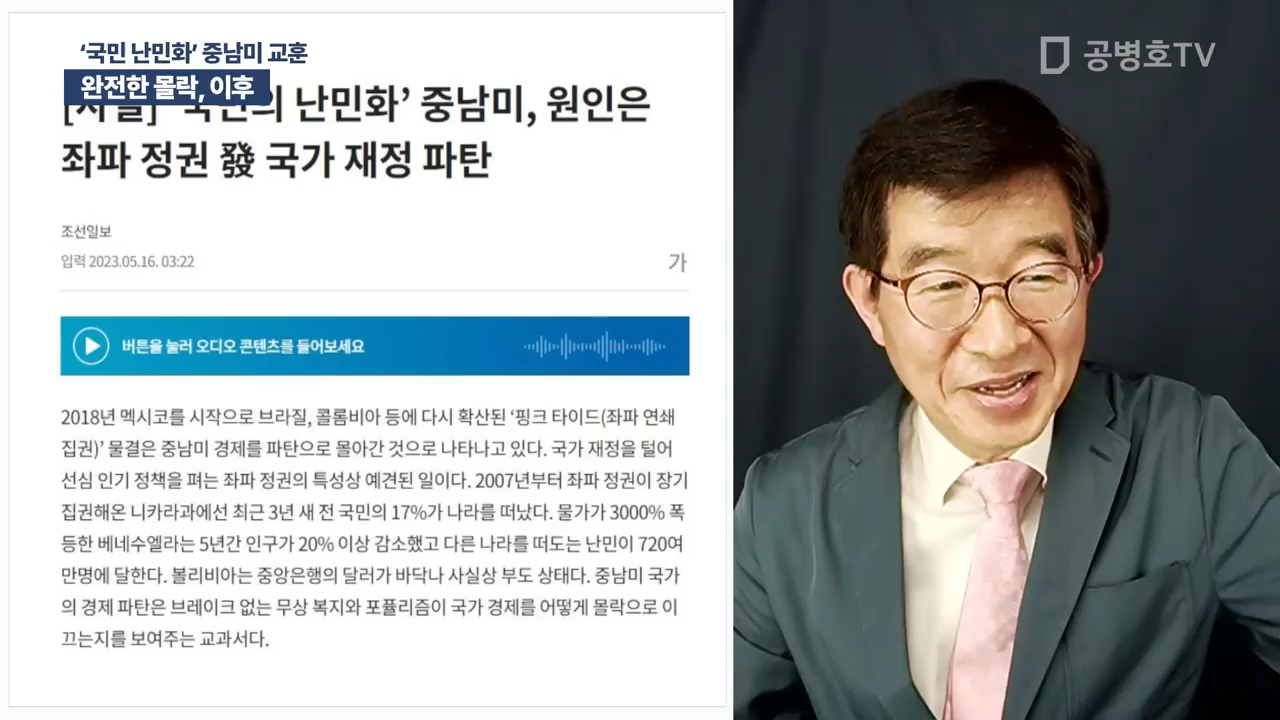 ‘국민 난민화’ 중남미 교훈
완전한 몰락, 이후
공병호TV
난민화’ 중남미, 원인은
좌파 정권 發 국가 재정 파탄
조선일보
입력 2023.05.16. 03:22
가
버튼을 눌러 오디오 콘텐츠를 들어보세요
2018년 멕시코를 시작으로 브라질, 콜롬비아 등에 다시 확산된 ‘핑크 타이드(좌파 연쇄
집권)’ 물결은 중남미 경제를 파탄으로 몰아간 것으로 나타나고 있다. 국가 재정을 털어
선심 인기 정책을 펴는 좌파 정권의 특성상 예견된 일이다. 2007년부터 좌파 정권이 장기
집권해온 니카라과에선 최근 3년 새 전 국민의 17%가 나라를 떠났다. 물가가 3000% 폭
등한 베네수엘라는 5년간 인구가 20% 이상 감소했고 다른 나라를 떠도는 난민이 720여
만명에 달한다. 볼리비아는 중앙은행의 달러가 바닥나 사실상 부도 상태다. 중남미 국가
의 경제 파탄은 브레이크 없는 무상 복지와 포퓰리즘이 국가 경제를 어떻게 몰락으로 이
끄는지를 보여주는 교과서다.